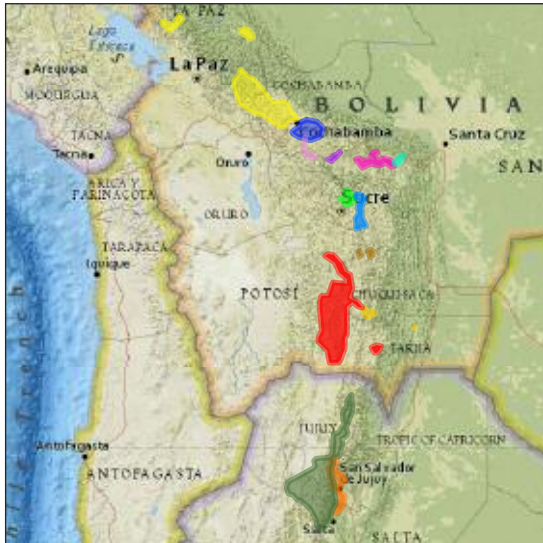 LA PAZ
Lago
Titicaca
La Paz
Arequipa
COCHABAMBA
MOQUEGUA
BOLIVIA
Cochabamba
TACNA
Santa Cruz
Tacna
Oruro
SAN
ARICA Y
PARINACOTA
Sucre
ORURO
TARAPACA
Iquique
POTOSÍ
CHUQUISACA
TARIJA
JUJUY
TROPIC OF CAPRICORN
Antofagasta
San Salvador
de Jujuy
ANTOFAGASTA
Salta
SALTA